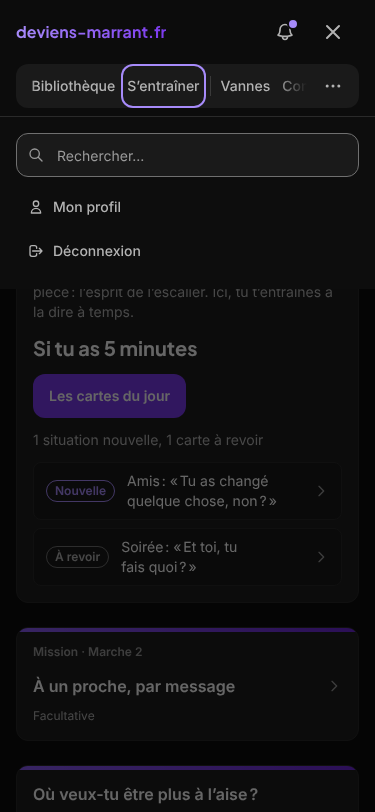 deviens-marrant.fr
Bibliothèque S’entraîner Vannes
Rechercher...
Mon profil
Déconnexion
pièce : l’esprit de l’escalier. Ici, tu t’entraînes à
la dire à temps.
Si tu as 5 minutes
Les cartes du jour
1 situation nouvelle, 1 carte à revoir
Nouvelle
Amis : « Tu as changé
quelque chose, non ? »
À revoir
Soirée : « Et toi, tu
fais quoi ? »
Mission · Marche 2
À un proche, par message
Facultative
Où veux-tu être plus à l’aise ?